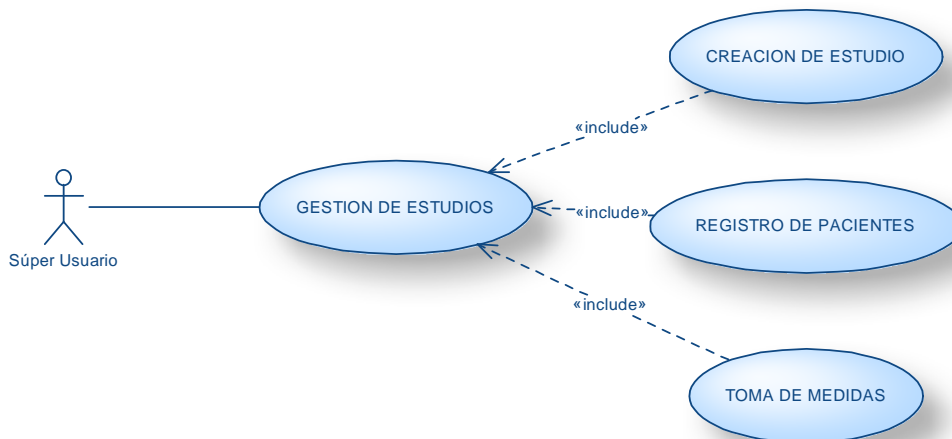 CREACION DE ESTUDIO
«include»
GESTION DE ESTUDIOS
«include»
REGISTRO DE PACIENTES
Súper Usuario
«include»
TOMA DE MEDIDAS